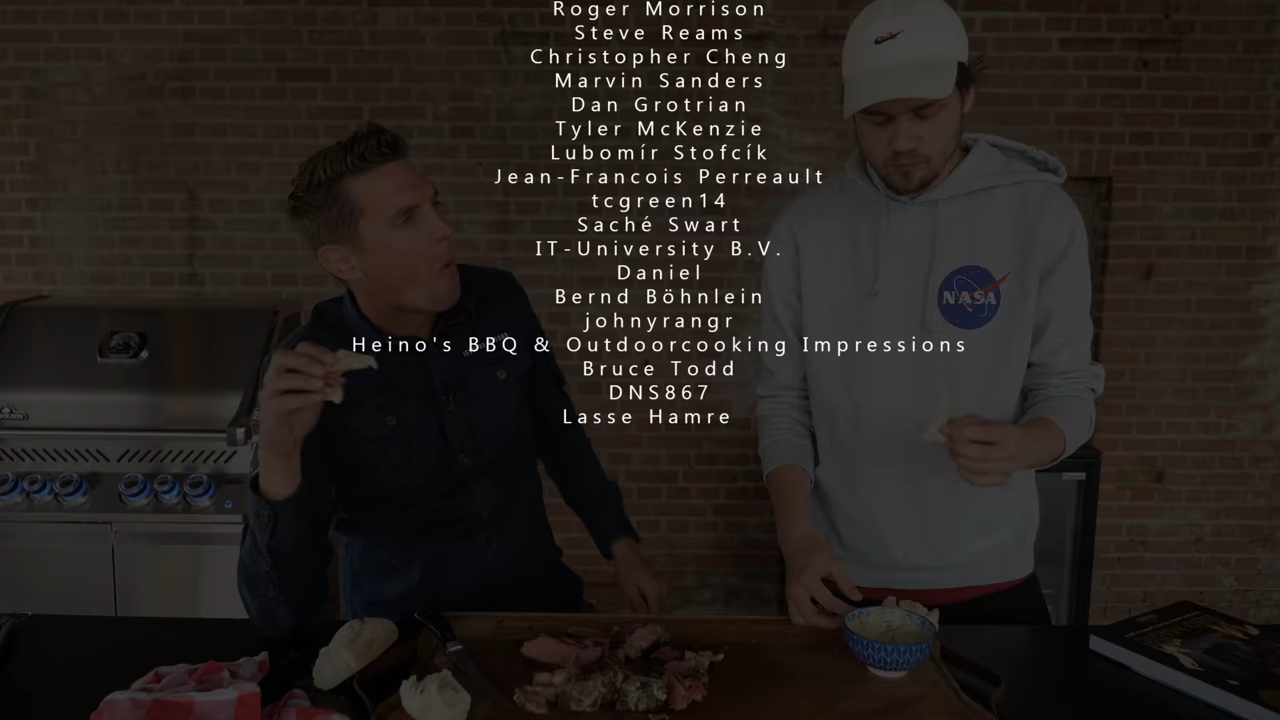 Roger Morrison
Steve Reams
Christopher Cheng
Marvin Sanders
Dan Grotrian
Tyler McKenzie
Lubomír Stofcík
Jean-Francois Perreault
tcgreen14
Saché Swart
IT-University B.V.
Daniel
Bernd Böhnlein
johnyrangr
Heino's BBQ & Outdoorcooking Impressions
Bruce Todd
DNS867
Lasse Hamre
NASA